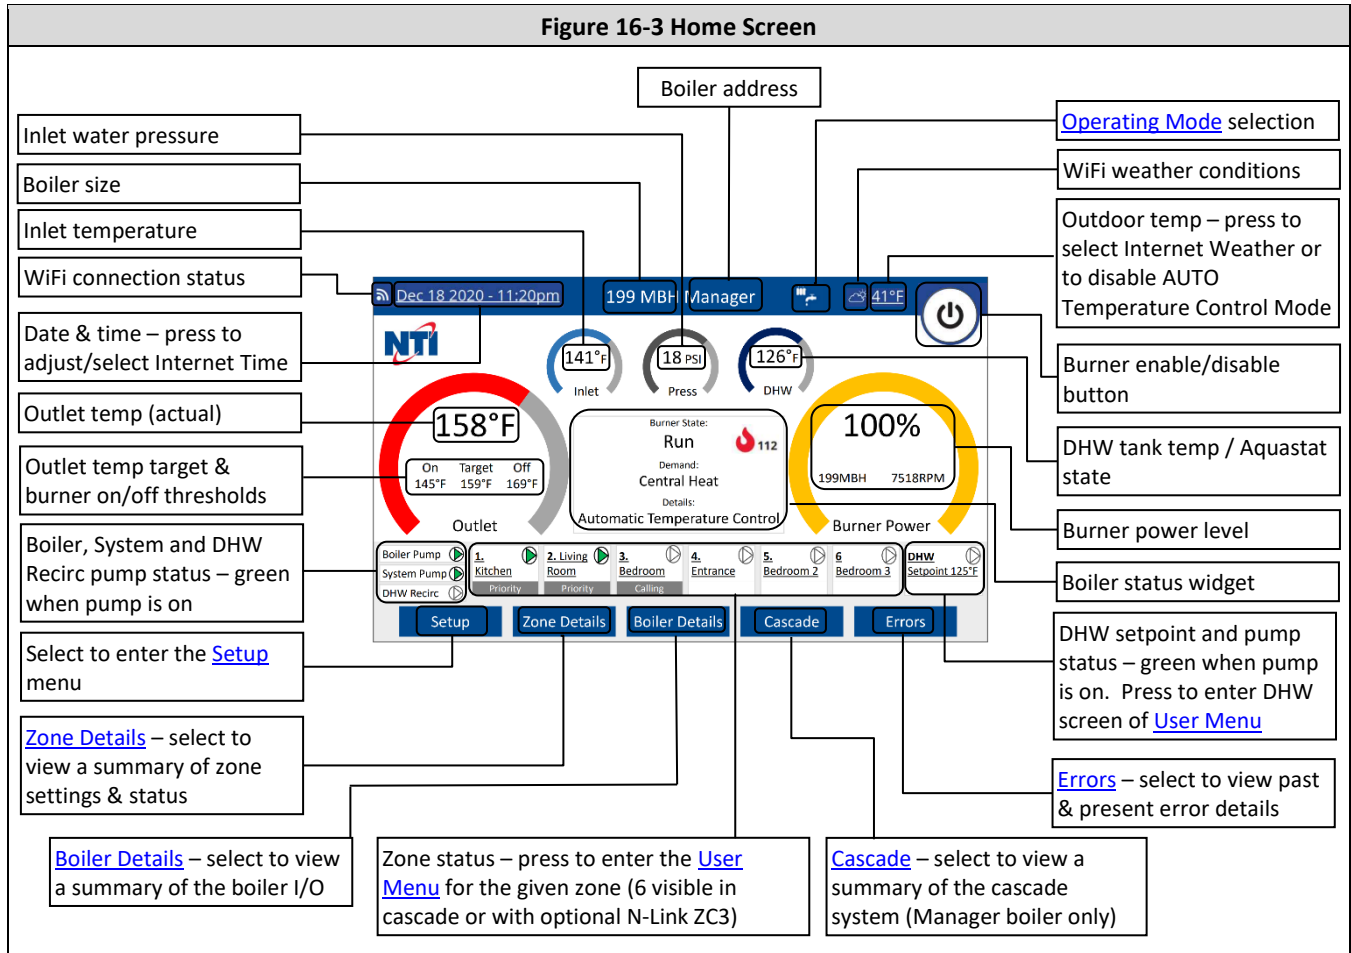 Figure 16-3 Home Screen
Boiler address
Inlet water pressure
Boiler size
Inlet temperature
WiFi connection status
Date & time – press to
adjust/select Internet Time
Outlet temp (actual)
Outlet temp target &
burner on/off thresholds
Boiler, System and DHW
Recirc pump status – green
when pump is on
Select to enter the Setup
menu
Zone Details – select to
view a summary of zone
settings & status
Boiler Details – select to view
a summary of the boiler I/O
Zone status – press to enter the User
Menu for the given zone (6 visible in
cascade or with optional N-Link ZC3)
Cascade – select to view a
summary of the cascade
system (Manager boiler only)
Operating Mode selection
WiFi weather conditions
Outdoor temp – press to
select Internet Weather or
to disable AUTO
Temperature Control Mode
Burner enable/disable
button
DHW tank temp / Aquastat
state
Burner power level
Boiler status widget
DHW setpoint and pump
status – green when pump
is on. Press to enter DHW
screen of User Menu
Errors – select to view past
& present error details
Dec 18 2020 - 11:20pm
199 MBH Manager
41°F
NTI
141°F
Inlet
18 PSI
Press
126°F
DHW
158°F
On Target Off
145°F 159°F 169°F
Outlet
Burner State:
Run
112
Demand:
Central Heat
Details:
Automatic Temperature Control
100%
199MBH 7518RPM
Burner Power
Boiler Pump
System Pump
DHW Recirc
1.
Kitchen
Priority
2. Living
Room
Priority
3.
Bedroom
Calling
4.
Entrance
5.
Bedroom 2
6
Bedroom 3
DHW
Setpoint 125°F
Setup
Zone Details
Boiler Details
Cascade
Errors